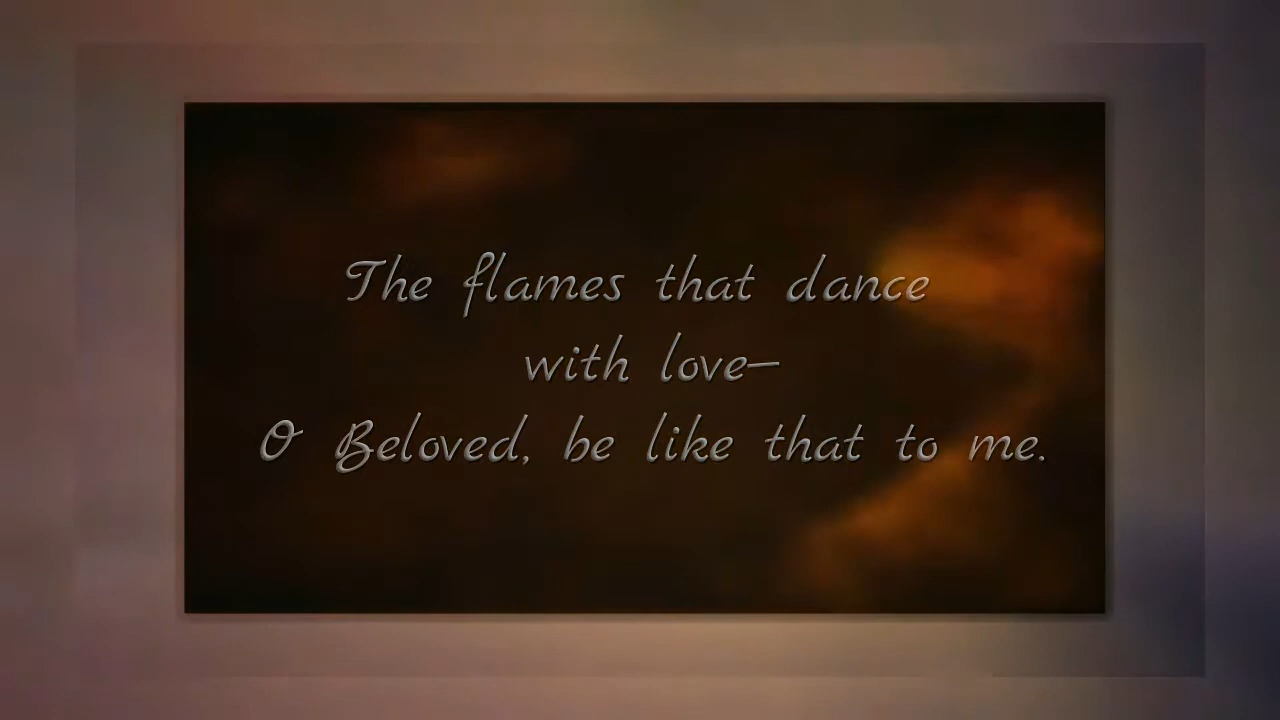 The flames that dance
with love—
O Beloved, be like that to me.